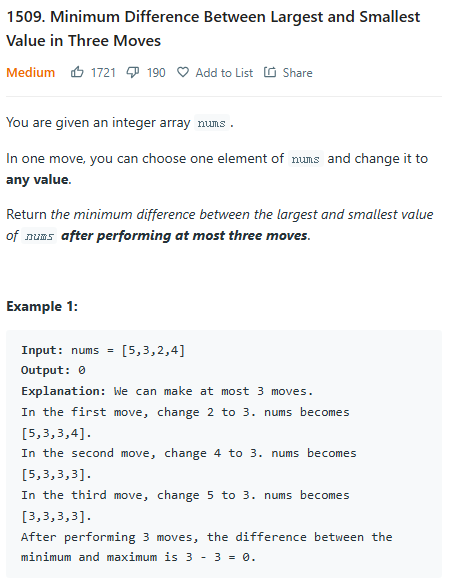 1509. Minimum Difference Between Largest and Smallest
Value in Three Moves
Medium 1721 190 Add to List Share
You are given an integer array nums .
In one move, you can choose one element of nums and change it to
any value.
Return the minimum difference between the largest and smallest value
of nums after performing at most three moves.
Example 1:
Input: nums = [5,3,2,4]
Output: 0
Explanation: We can make at most 3 moves.
In the first move, change 2 to 3. nums becomes
[5,3,3,4].
In the second move, change 4 to 3. nums becomes
[5,3,3,3].
In the third move, change 5 to 3. nums becomes
[3,3,3,3].
After performing 3 moves, the difference between the
minimum and maximum is 3 - 3 = 0.